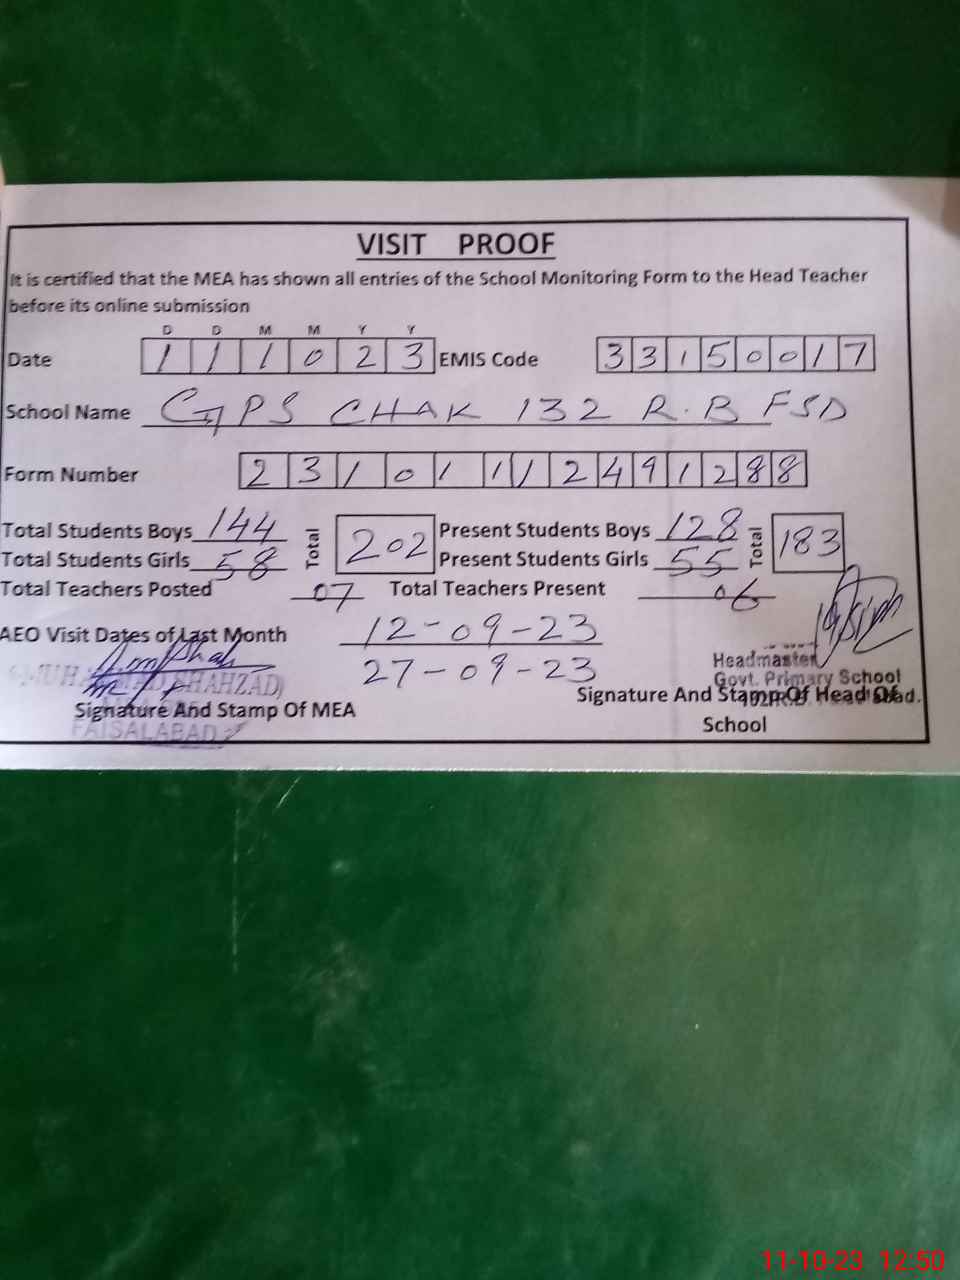 VISIT PROOF
It is certified that the MEA has shown all entries of the School Monitoring Form to the Head Teacher
before its online submission
D D M M Y Y
Date 1 1 1 0 2 3 EMIS Code 3 3 1 5 0 0 1 7
School Name GPS CHAK 132 R.B FSD
Form Number 2 3 1 0 1 1 1 2 4 9 1 2 8 8
Total Students Boys 144 Total 202 Present Students Boys 128 Total 183
Total Students Girls 58 Present Students Girls 55
Total Teachers Posted 07 Total Teachers Present 06
AEO Visit Dates of Last Month 12-09-23
27-09-23
SHAHZAD)
Signature And Stamp Of MEA
FAISALABAD
Headmaster
Govt. Primary School
Signature And Stamp Of Head Of
School
11-10-23 12:50